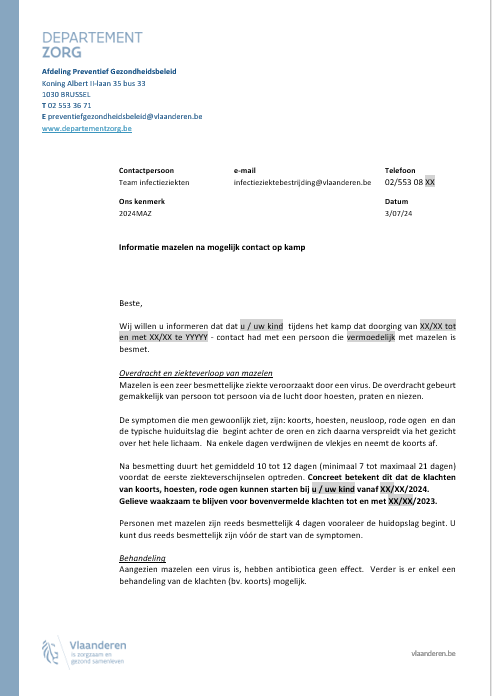 DEPARTEMENT
ZORG
Afdeling Preventief Gezondheidsbeleid
Koning Albert II-laan 35 bus 33
1030 BRUSSEL
T 02 553 36 71
E preventiefgezondheidsbeleid@vlaanderen.be
www.departementzorg.be
Contactpersoon e-mail Telefoon
Team infectieziekten infectieziektebestrijding@vlaanderen.be 02/553 08 XX
Ons kenmerk Datum
2024MAZ 3/07/24
Informatie mazelen na mogelijk contact op kamp
Beste,
Wij willen u informeren dat dat u / uw kind tijdens het kamp dat doorging van XX/XX tot
en met XX/XX te YYYYY - contact had met een persoon die vermoedelijk met mazelen is
besmet.
Overdracht en ziekteverloop van mazelen
Mazelen is een zeer besmettelijke ziekte veroorzaakt door een virus. De overdracht gebeurt
gemakkelijk van persoon tot persoon via de lucht door hoesten, praten en niezen.
De symptomen die men gewoonlijk ziet, zijn: koorts, hoesten, neusloop, rode ogen en dan
de typische huiduitslag die begint achter de oren en zich daarna verspreidt via het gezicht
over het hele lichaam. Na enkele dagen verdwijnen de vlekjes en neemt de koorts af.
Na besmetting duurt het gemiddeld 10 tot 12 dagen (minimaal 7 tot maximaal 21 dagen)
voordat de eerste ziekteverschijnselen optreden. Concreet betekent dit dat de klachten
van koorts, hoesten, rode ogen kunnen starten bij u / uw kind vanaf XX/XX/2024.
Gelieve waakzaam te blijven voor bovenvermelde klachten tot en met XX/XX/2023.
Personen met mazelen zijn reeds besmettelijk 4 dagen vooraleer de huidopslag begint. U
kunt dus reeds besmettelijk zijn vóór de start van de symptomen.
Behandeling
Aangezien mazelen een virus is, hebben antibiotica geen effect. Verder is er enkel een
behandeling van de klachten (bv. koorts) mogelijk.
Vlaanderen
is zorgzaam en
gezond samenleven
vlaanderen.be